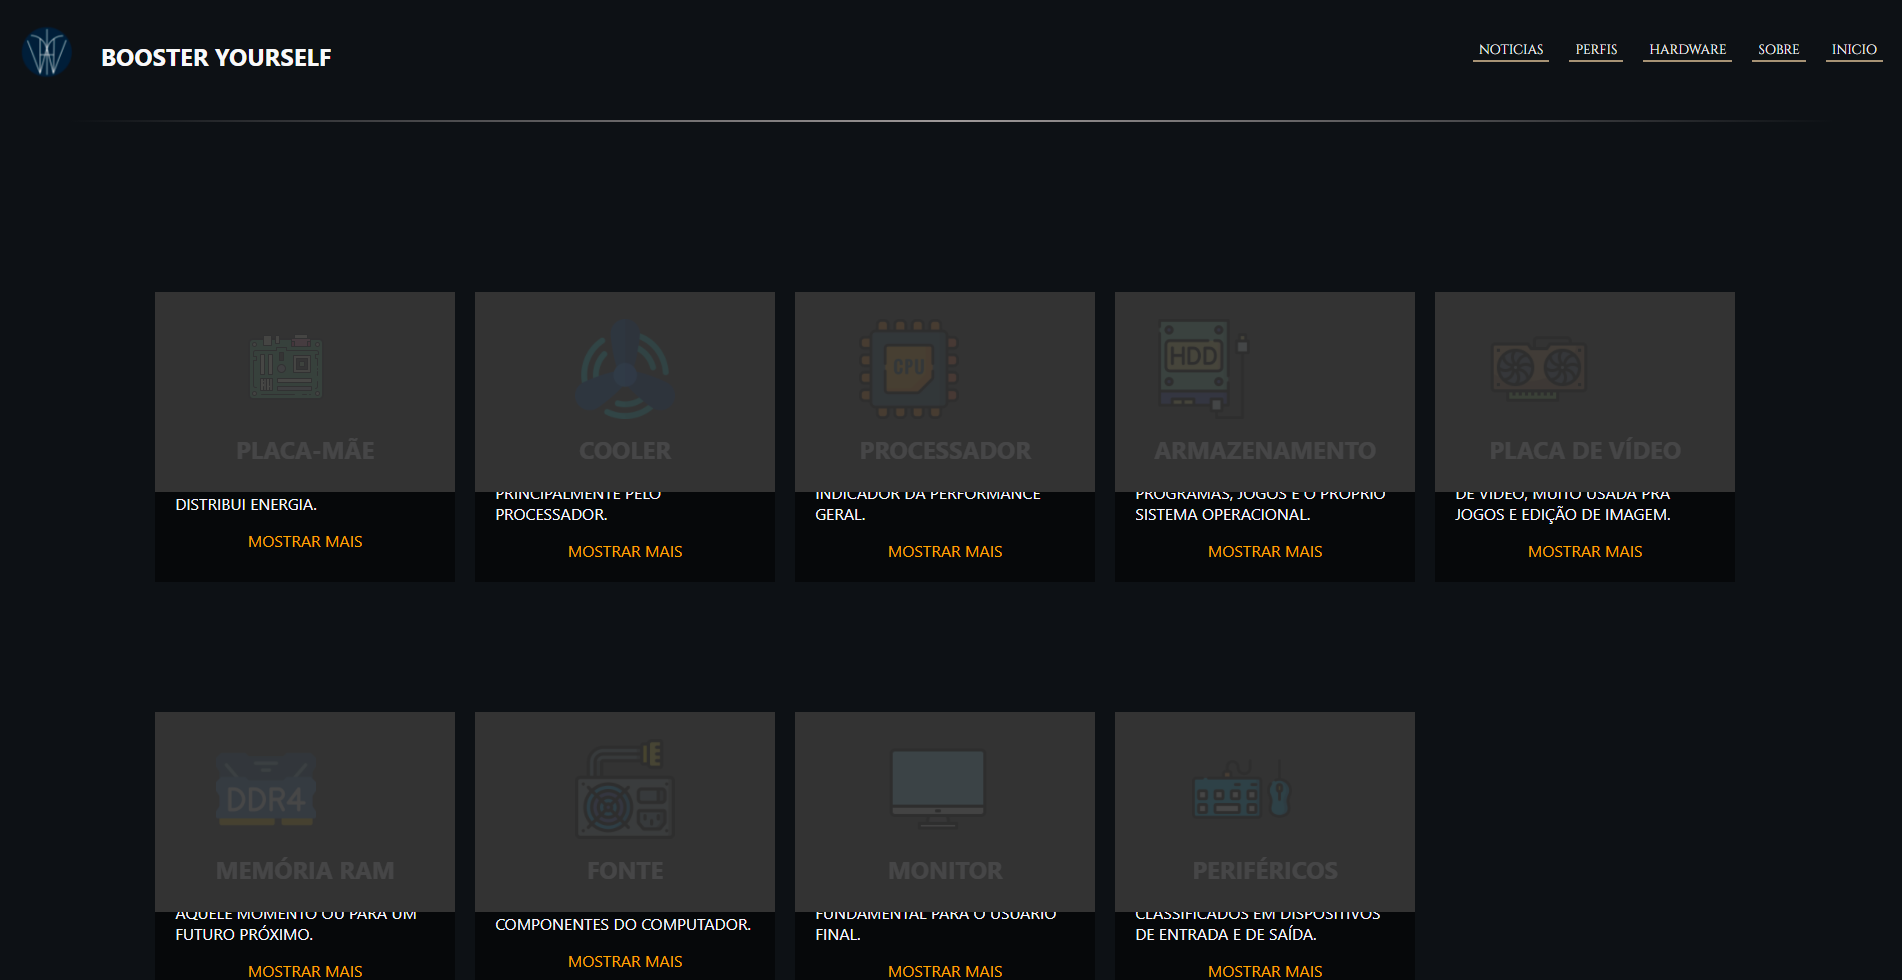 BOOSTER YOURSELF
NOTICIAS PERFIS HARDWARE SOBRE INICIO
CPU
HDD
PLACA-MÃE COOLER PROCESSADOR ARMAZENAMENTO PLACA DE VÍDEO
DISTRIBUI ENERGIA.
MOSTRAR MAIS
PRINCIPALMENTE PELO
PROCESSADOR.
MOSTRAR MAIS
INDICADOR DA PERFORMANCE
GERAL.
MOSTRAR MAIS
PROGRAMAS, JOGOS E O PRÓPRIO
SISTEMA OPERACIONAL.
MOSTRAR MAIS
DE VÍDEO, MUITO USADA PRA
JOGOS E EDIÇÃO DE IMAGEM.
MOSTRAR MAIS
DDR4
MEMÓRIA RAM FONTE MONITOR PERIFÉRICOS
AQUELE MOMENTO OU PARA UM
FUTURO PRÓXIMO.
MOSTRAR MAIS
COMPONENTES DO COMPUTADOR.
MOSTRAR MAIS
FUNDAMENTAL PARA O USUÁRIO
FINAL.
MOSTRAR MAIS
CLASSIFICADOS EM DISPOSITIVOS
DE ENTRADA E DE SAÍDA.
MOSTRAR MAIS